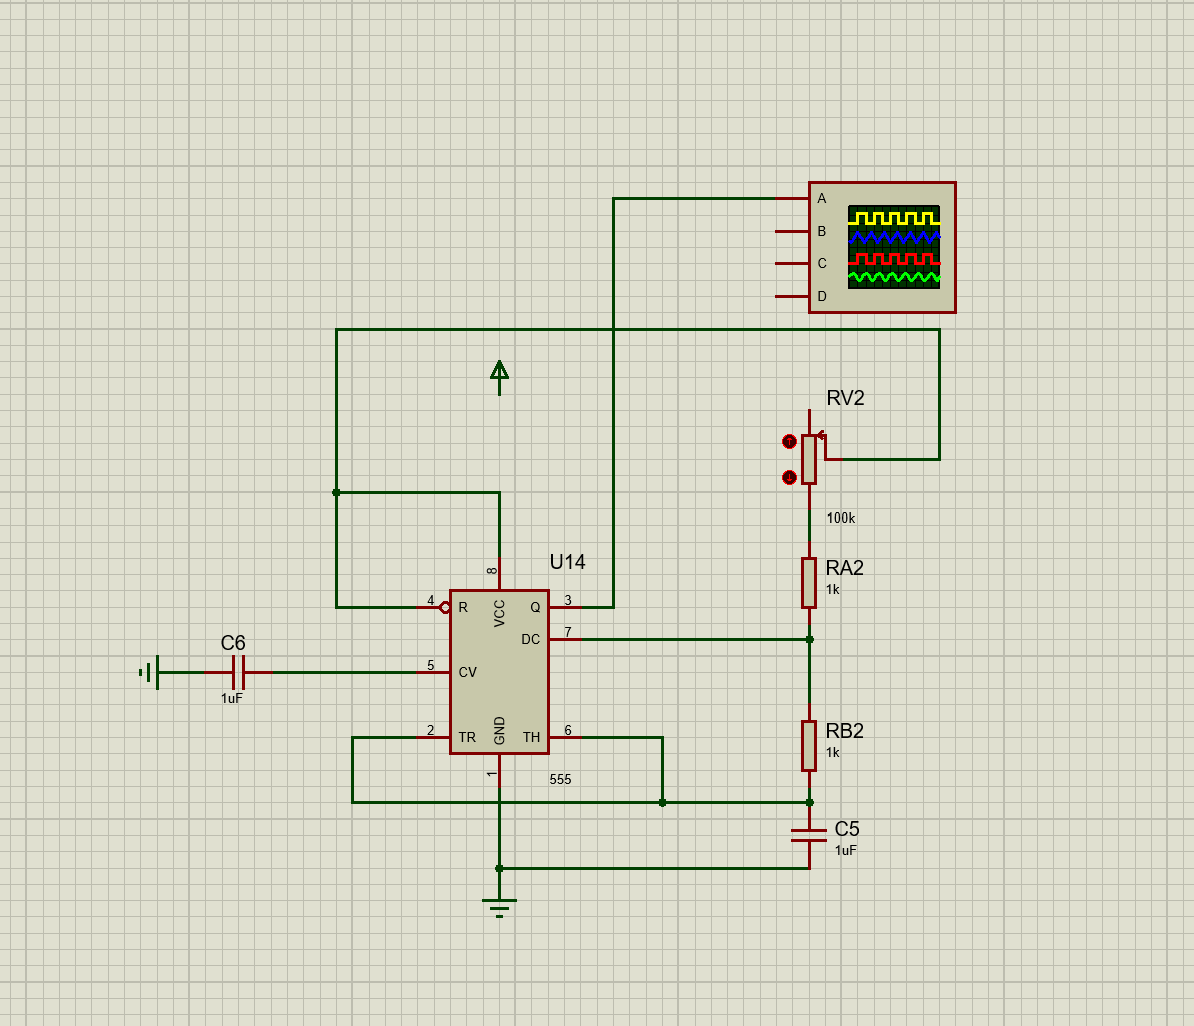 A
B
C
D
RV2
100k
U14
8
RA2
1k
4
R
VCC
Q
3
DC
7
C6
1uF
5
CV
2
TR
GND
TH
6
RB2
1k
1
555
C5
1uF